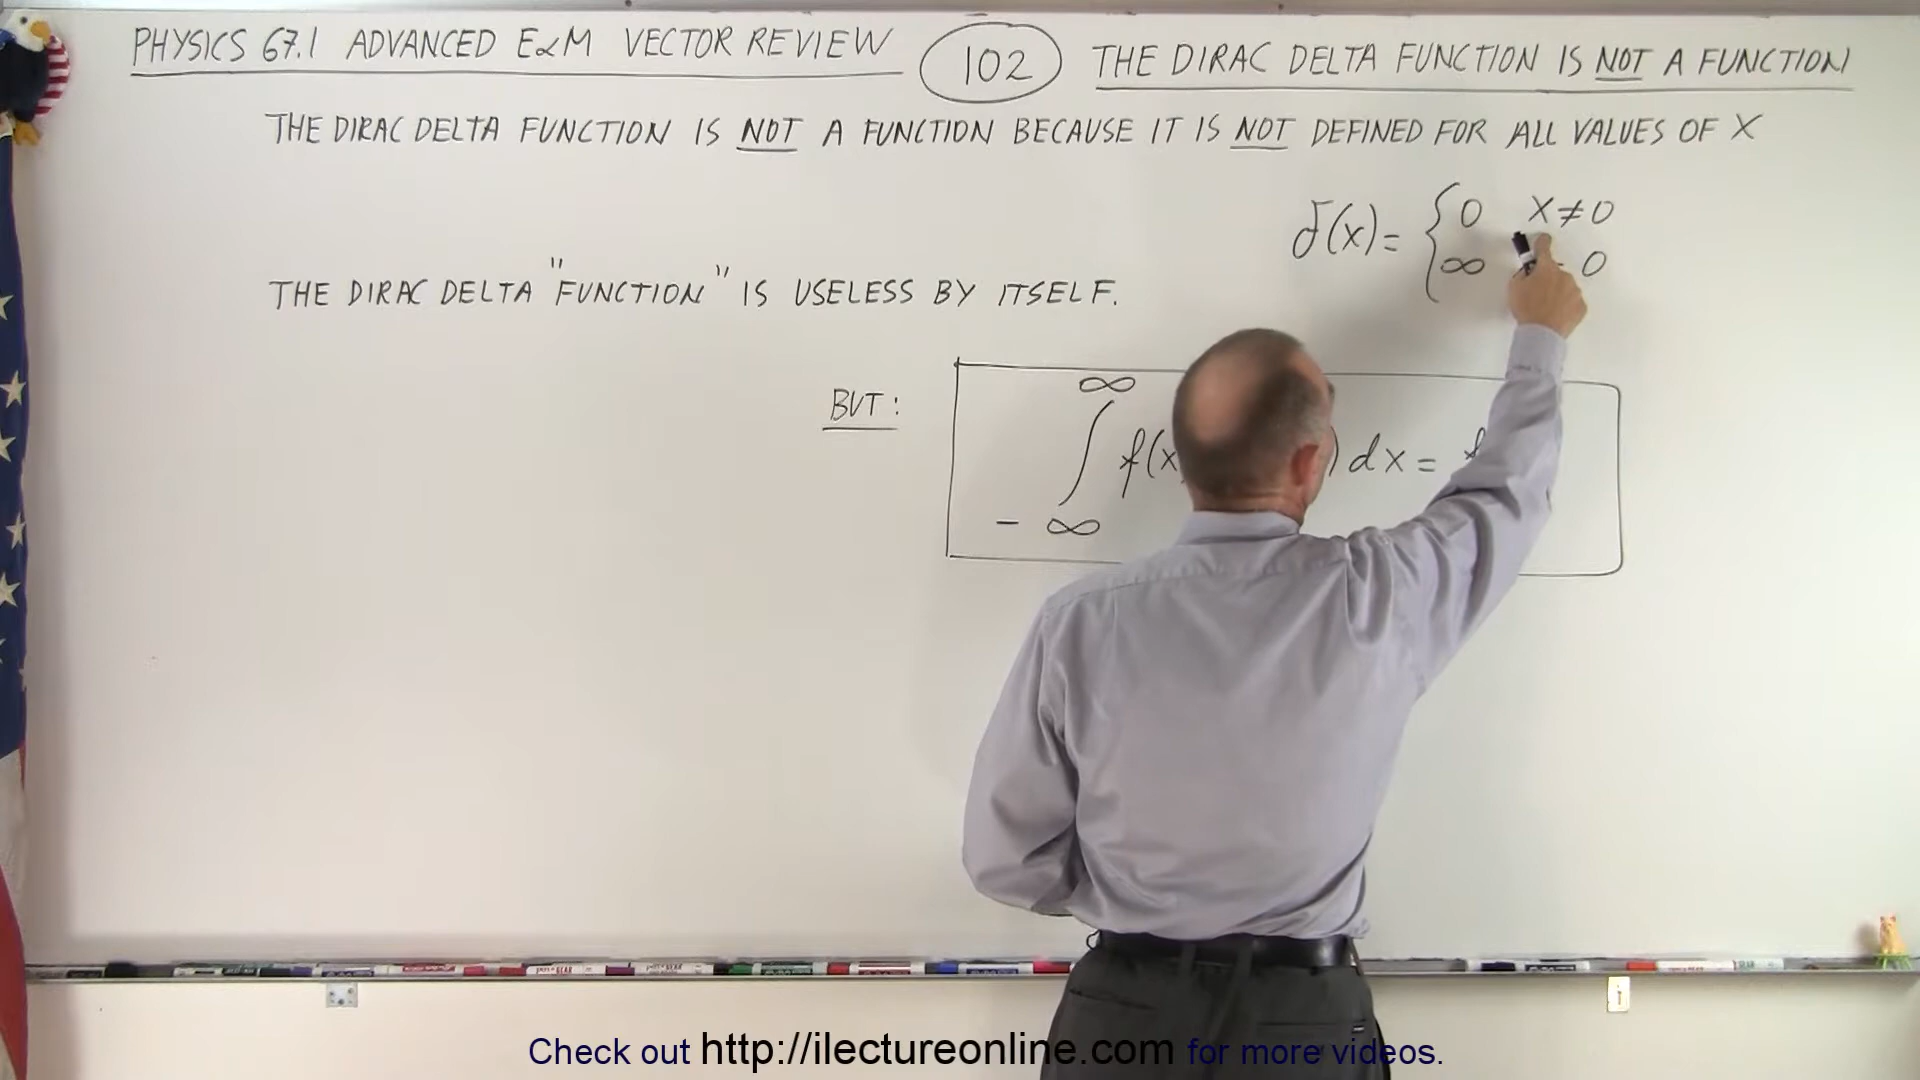 PHYSICS 67.1 ADVANCED E&M VECTOR REVIEW 102 THE DIRAC DELTA FUNCTION IS NOT A FUNCTION
THE DIRAC DELTA FUNCTION IS NOT A FUNCTION BECAUSE IT IS NOT DEFINED FOR ALL VALUES OF X
δ(x) = { 0 x ≠ 0
∞ 0
THE DIRAC DELTA "FUNCTION" IS USELESS BY ITSELF.
BUT:
∞
∫ f(x ) dx = f
- ∞
Check out http://ilectureonline.com for more videos.